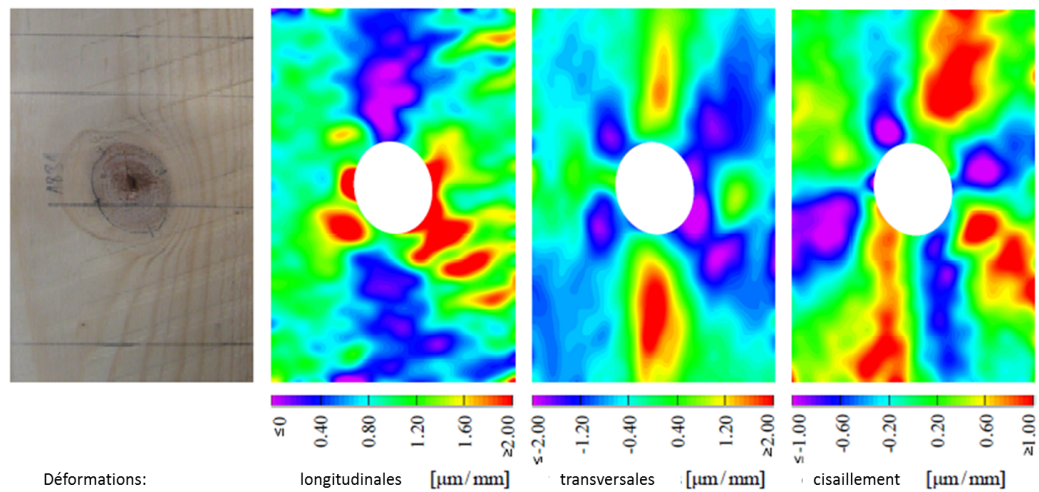 ≤0 0.40 0.80 1.20 1.60 ≥2.00
≤-2.00 -1.20 -0.40 0.40 1.20 ≥2.00
≤-1.00 -0.60 -0.20 0.20 0.60 ≥1.00
Déformations: longitudinales [μm/mm] transversales [μm/mm] cisaillement [μm/mm]